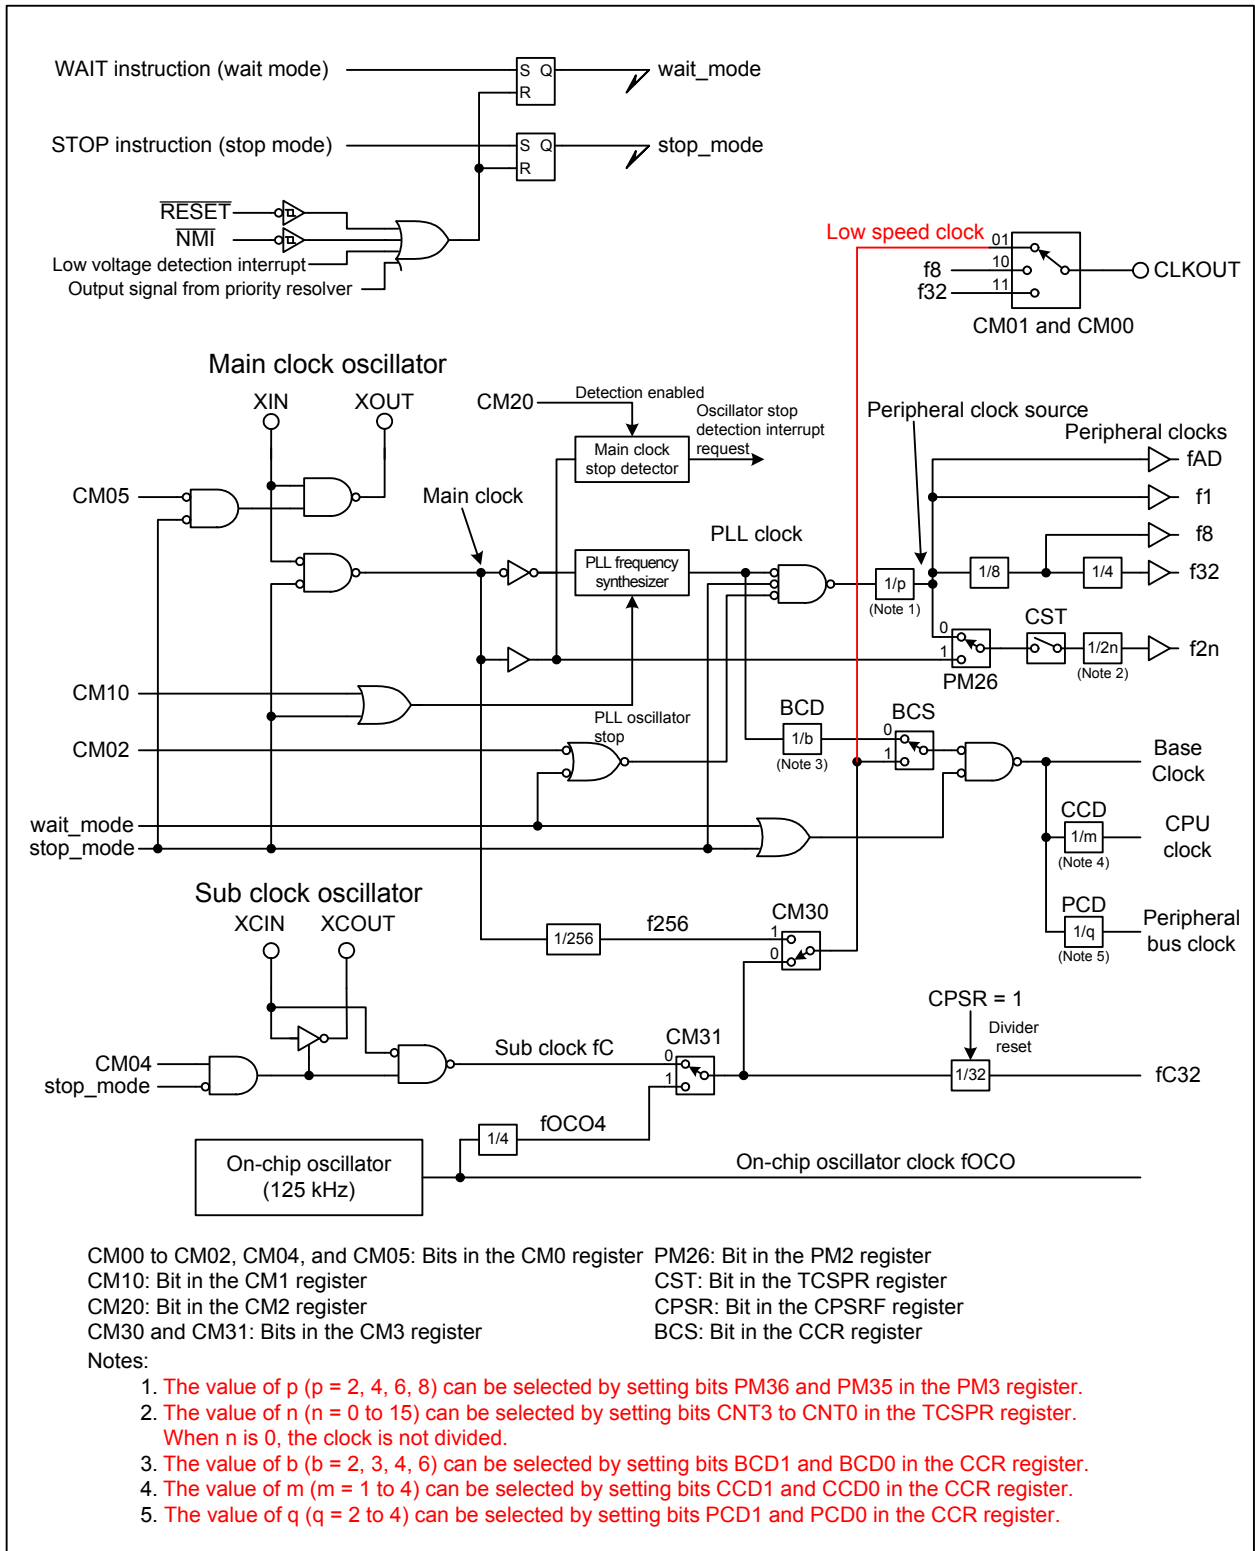 WAIT instruction (wait mode)
S Q
R
wait_mode
STOP instruction (stop mode)
S Q
R
stop_mode
RESET
NMI
Low voltage detection interrupt
Output signal from priority resolver
Low speed clock
01
f8
10
f32
11
CLKOUT
CM01 and CM00
Main clock oscillator
XIN
XOUT
CM20
Detection enabled
Oscillator stop
detection interrupt
request
Main clock
stop detector
Peripheral clock source
Peripheral clocks
fAD
f1
f8
f32
f2n
CM05
Main clock
PLL clock
PLL frequency
synthesizer
1/p
(Note 1)
1/8
1/4
CST
0
1
PM26
1/2n
(Note 2)
CM10
CM02
PLL oscillator
stop
BCD
1/b
(Note 3)
BCS
0
1
Base
Clock
wait_mode
stop_mode
CCD
1/m
(Note 4)
CPU
clock
PCD
1/q
(Note 5)
Peripheral
bus clock
Sub clock oscillator
XCIN
XCOUT
1/256
f256
CM30
1
0
CPSR = 1
Divider
reset
CM04
stop_mode
Sub clock fC
CM31
0
1
1/32
fC32
1/4
fOCO4
On-chip oscillator
(125 kHz)
On-chip oscillator clock fOCO
CM00 to CM02, CM04, and CM05: Bits in the CM0 register
PM26: Bit in the PM2 register
CM10: Bit in the CM1 register
CST: Bit in the TCSPR register
CM20: Bit in the CM2 register
CPSR: Bit in the CPSRF register
CM30 and CM31: Bits in the CM3 register
BCS: Bit in the CCR register
Notes:
1. The value of p (p = 2, 4, 6, 8) can be selected by setting bits PM36 and PM35 in the PM3 register.
2. The value of n (n = 0 to 15) can be selected by setting bits CNT3 to CNT0 in the TCSPR register.
When n is 0, the clock is not divided.
3. The value of b (b = 2, 3, 4, 6) can be selected by setting bits BCD1 and BCD0 in the CCR register.
4. The value of m (m = 1 to 4) can be selected by setting bits CCD1 and CCD0 in the CCR register.
5. The value of q (q = 2 to 4) can be selected by setting bits PCD1 and PCD0 in the CCR register.